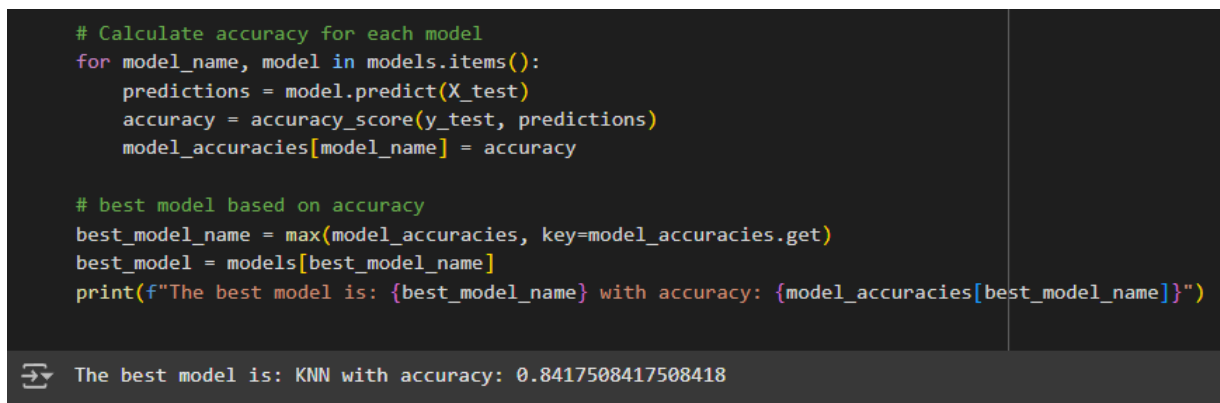 # Calculate accuracy for each model
for model_name, model in models.items():
    predictions = model.predict(X_test)
    accuracy = accuracy_score(y_test, predictions)
    model_accuracies[model_name] = accuracy
# best model based on accuracy
best_model_name = max(model_accuracies, key=model_accuracies.get)
best_model = models[best_model_name]
print(f"The best model is: {best_model_name} with accuracy: {model_accuracies[best_model_name]}")
The best model is: KNN with accuracy: 0.8417508417508418